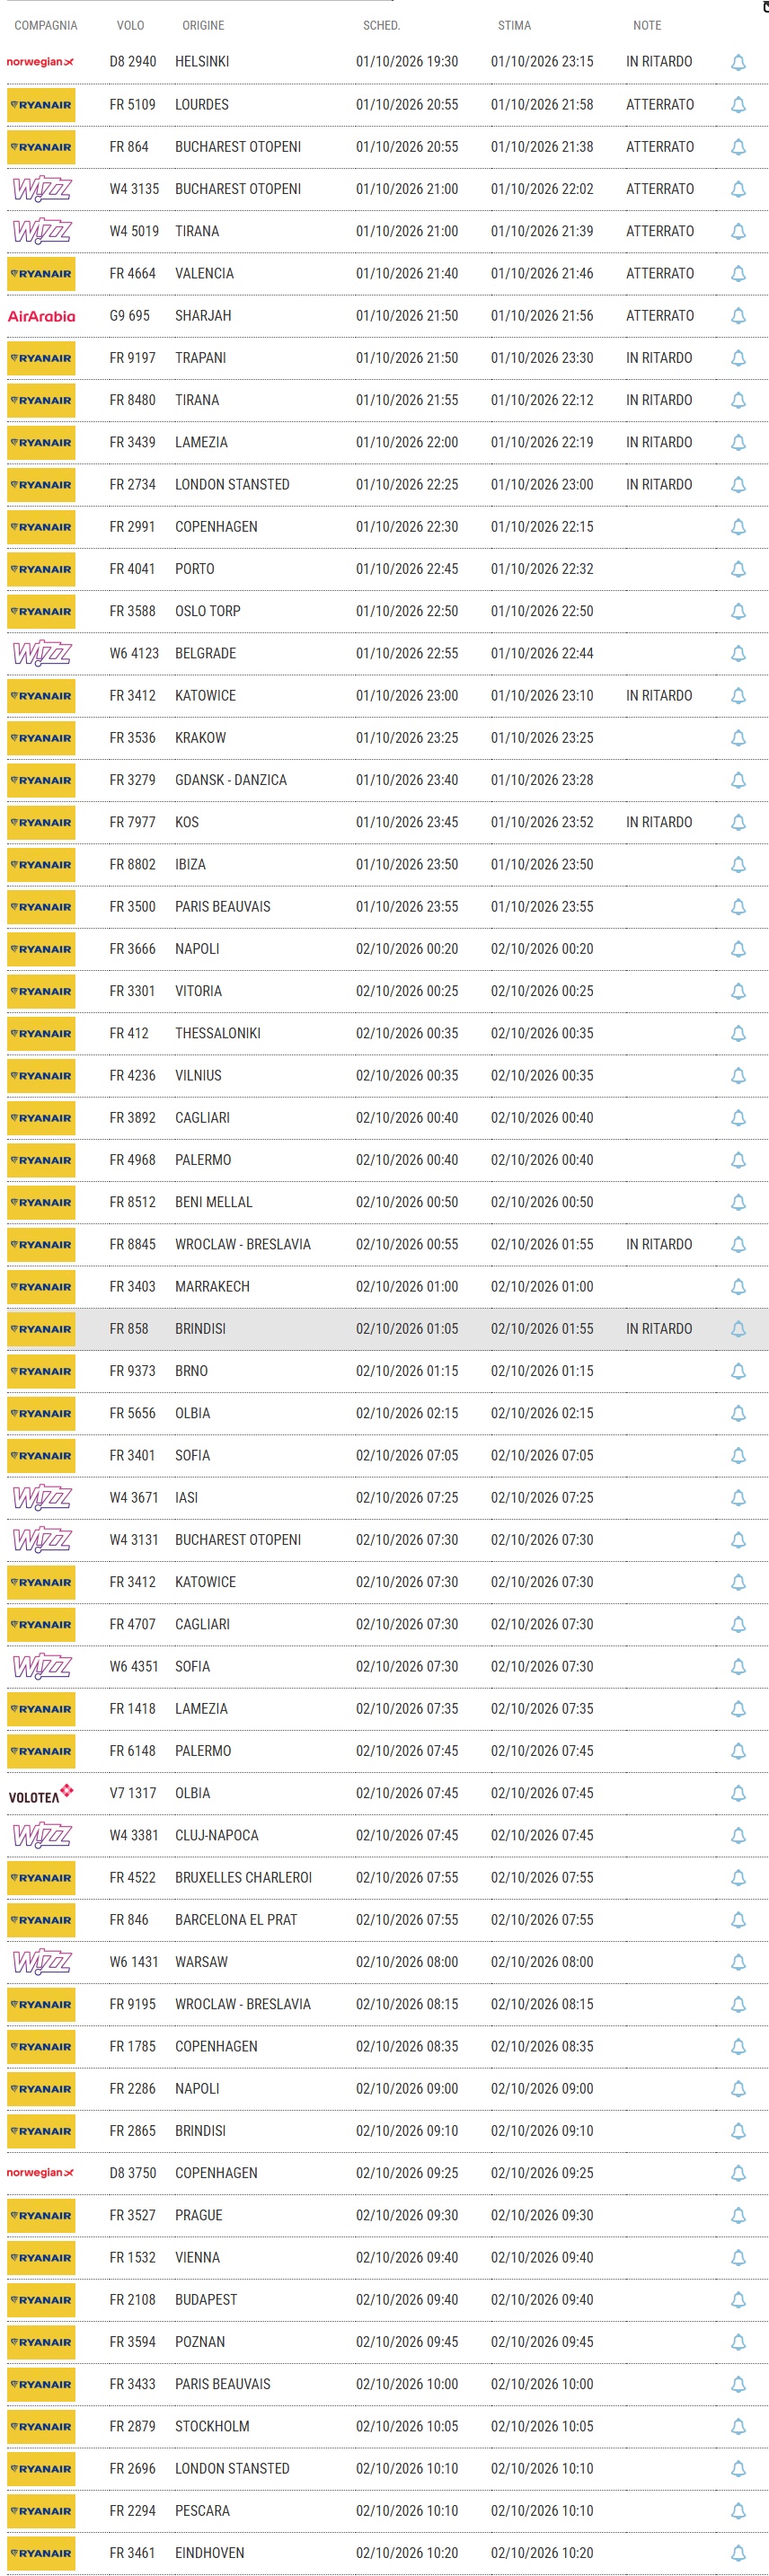 COMPAGNIA VOLO ORIGINE SCHED. STIMA NOTE
norwegian D8 2940 HELSINKI 01/10/2026 19:30 01/10/2026 23:15 IN RITARDO
RYANAIR FR 5109 LOURDES 01/10/2026 20:55 01/10/2026 21:58 ATTERRATO
RYANAIR FR 864 BUCHAREST OTOPENI 01/10/2026 20:55 01/10/2026 21:38 ATTERRATO
WIZZ W4 3135 BUCHAREST OTOPENI 01/10/2026 21:00 01/10/2026 22:02 ATTERRATO
WIZZ W4 5019 TIRANA 01/10/2026 21:00 01/10/2026 21:39 ATTERRATO
RYANAIR FR 4664 VALENCIA 01/10/2026 21:40 01/10/2026 21:46 ATTERRATO
AirArabia G9 695 SHARJAH 01/10/2026 21:50 01/10/2026 21:56 ATTERRATO
RYANAIR FR 9197 TRAPANI 01/10/2026 21:50 01/10/2026 23:30 IN RITARDO
RYANAIR FR 8480 TIRANA 01/10/2026 21:55 01/10/2026 22:12 IN RITARDO
RYANAIR FR 3439 LAMEZIA 01/10/2026 22:00 01/10/2026 22:19 IN RITARDO
RYANAIR FR 2734 LONDON STANSTED 01/10/2026 22:25 01/10/2026 23:00 IN RITARDO
RYANAIR FR 2991 COPENHAGEN 01/10/2026 22:30 01/10/2026 22:15
RYANAIR FR 4041 PORTO 01/10/2026 22:45 01/10/2026 22:32
RYANAIR FR 3588 OSLO TORP 01/10/2026 22:50 01/10/2026 22:50
WIZZ W6 4123 BELGRADE 01/10/2026 22:55 01/10/2026 22:44
RYANAIR FR 3412 KATOWICE 01/10/2026 23:00 01/10/2026 23:10 IN RITARDO
RYANAIR FR 3536 KRAKOW 01/10/2026 23:25 01/10/2026 23:25
RYANAIR FR 3279 GDANSK - DANZICA 01/10/2026 23:40 01/10/2026 23:28
RYANAIR FR 7977 KOS 01/10/2026 23:45 01/10/2026 23:52 IN RITARDO
RYANAIR FR 8802 IBIZA 01/10/2026 23:50 01/10/2026 23:50
RYANAIR FR 3500 PARIS BEAUVAIS 01/10/2026 23:55 01/10/2026 23:55
RYANAIR FR 3666 NAPOLI 02/10/2026 00:20 02/10/2026 00:20
RYANAIR FR 3301 VITORIA 02/10/2026 00:25 02/10/2026 00:25
RYANAIR FR 412 THESSALONIKI 02/10/2026 00:35 02/10/2026 00:35
RYANAIR FR 4236 VILNIUS 02/10/2026 00:35 02/10/2026 00:35
RYANAIR FR 3892 CAGLIARI 02/10/2026 00:40 02/10/2026 00:40
RYANAIR FR 4968 PALERMO 02/10/2026 00:40 02/10/2026 00:40
RYANAIR FR 8512 BENI MELLAL 02/10/2026 00:50 02/10/2026 00:50
RYANAIR FR 8845 WROCLAW - BRESLAVIA 02/10/2026 00:55 02/10/2026 01:55 IN RITARDO
RYANAIR FR 3403 MARRAKECH 02/10/2026 01:00 02/10/2026 01:00
RYANAIR FR 858 BRINDISI 02/10/2026 01:05 02/10/2026 01:55 IN RITARDO
RYANAIR FR 9373 BRNO 02/10/2026 01:15 02/10/2026 01:15
RYANAIR FR 5656 OLBIA 02/10/2026 02:15 02/10/2026 02:15
RYANAIR FR 3401 SOFIA 02/10/2026 07:05 02/10/2026 07:05
WIZZ W4 3671 IASI 02/10/2026 07:25 02/10/2026 07:25
WIZZ W4 3131 BUCHAREST OTOPENI 02/10/2026 07:30 02/10/2026 07:30
RYANAIR FR 3412 KATOWICE 02/10/2026 07:30 02/10/2026 07:30
RYANAIR FR 4707 CAGLIARI 02/10/2026 07:30 02/10/2026 07:30
WIZZ W6 4351 SOFIA 02/10/2026 07:30 02/10/2026 07:30
RYANAIR FR 1418 LAMEZIA 02/10/2026 07:35 02/10/2026 07:35
RYANAIR FR 6148 PALERMO 02/10/2026 07:45 02/10/2026 07:45
VOLOTEA V7 1317 OLBIA 02/10/2026 07:45 02/10/2026 07:45
WIZZ W4 3381 CLUJ-NAPOCA 02/10/2026 07:45 02/10/2026 07:45
RYANAIR FR 4522 BRUXELLES CHARLEROI 02/10/2026 07:55 02/10/2026 07:55
RYANAIR FR 846 BARCELONA EL PRAT 02/10/2026 07:55 02/10/2026 07:55
WIZZ W6 1431 WARSAW 02/10/2026 08:00 02/10/2026 08:00
RYANAIR FR 9195 WROCLAW - BRESLAVIA 02/10/2026 08:15 02/10/2026 08:15
RYANAIR FR 1785 COPENHAGEN 02/10/2026 08:35 02/10/2026 08:35
RYANAIR FR 2286 NAPOLI 02/10/2026 09:00 02/10/2026 09:00
RYANAIR FR 2865 BRINDISI 02/10/2026 09:10 02/10/2026 09:10
norwegian D8 3750 COPENHAGEN 02/10/2026 09:25 02/10/2026 09:25
RYANAIR FR 3527 PRAGUE 02/10/2026 09:30 02/10/2026 09:30
RYANAIR FR 1532 VIENNA 02/10/2026 09:40 02/10/2026 09:40
RYANAIR FR 2108 BUDAPEST 02/10/2026 09:40 02/10/2026 09:40
RYANAIR FR 3594 POZNAN 02/10/2026 09:45 02/10/2026 09:45
RYANAIR FR 3433 PARIS BEAUVAIS 02/10/2026 10:00 02/10/2026 10:00
RYANAIR FR 2879 STOCKHOLM 02/10/2026 10:05 02/10/2026 10:05
RYANAIR FR 2696 LONDON STANSTED 02/10/2026 10:10 02/10/2026 10:10
RYANAIR FR 2294 PESCARA 02/10/2026 10:10 02/10/2026 10:10
RYANAIR FR 3461 EINDHOVEN 02/10/2026 10:20 02/10/2026 10:20